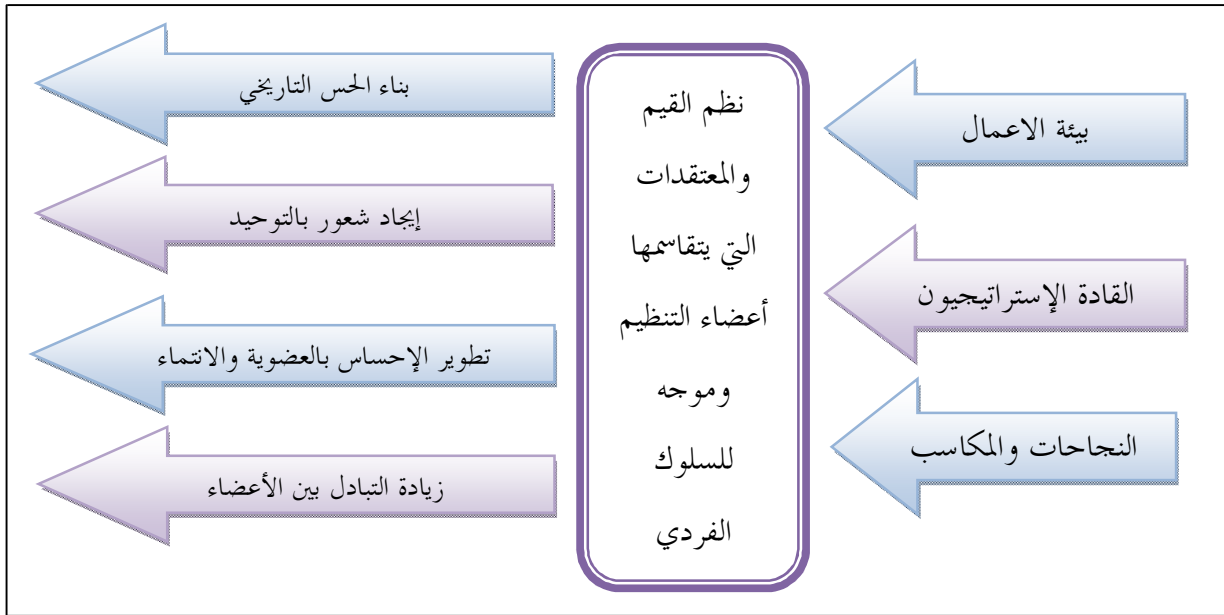 بيئة الاعمال
القادة الإستراتيجيون
النجاحات والمكاسب
نظم القيم
والمعتقدات
التي يتقاسمها
أعضاء التنظيم
وموجه
للسلوك
الفردي
بناء الحس التاريخي
إيجاد شعور بالتوحيد
تطوير الإحساس بالعضوية والانتماء
زيادة التبادل بين الأعضاء